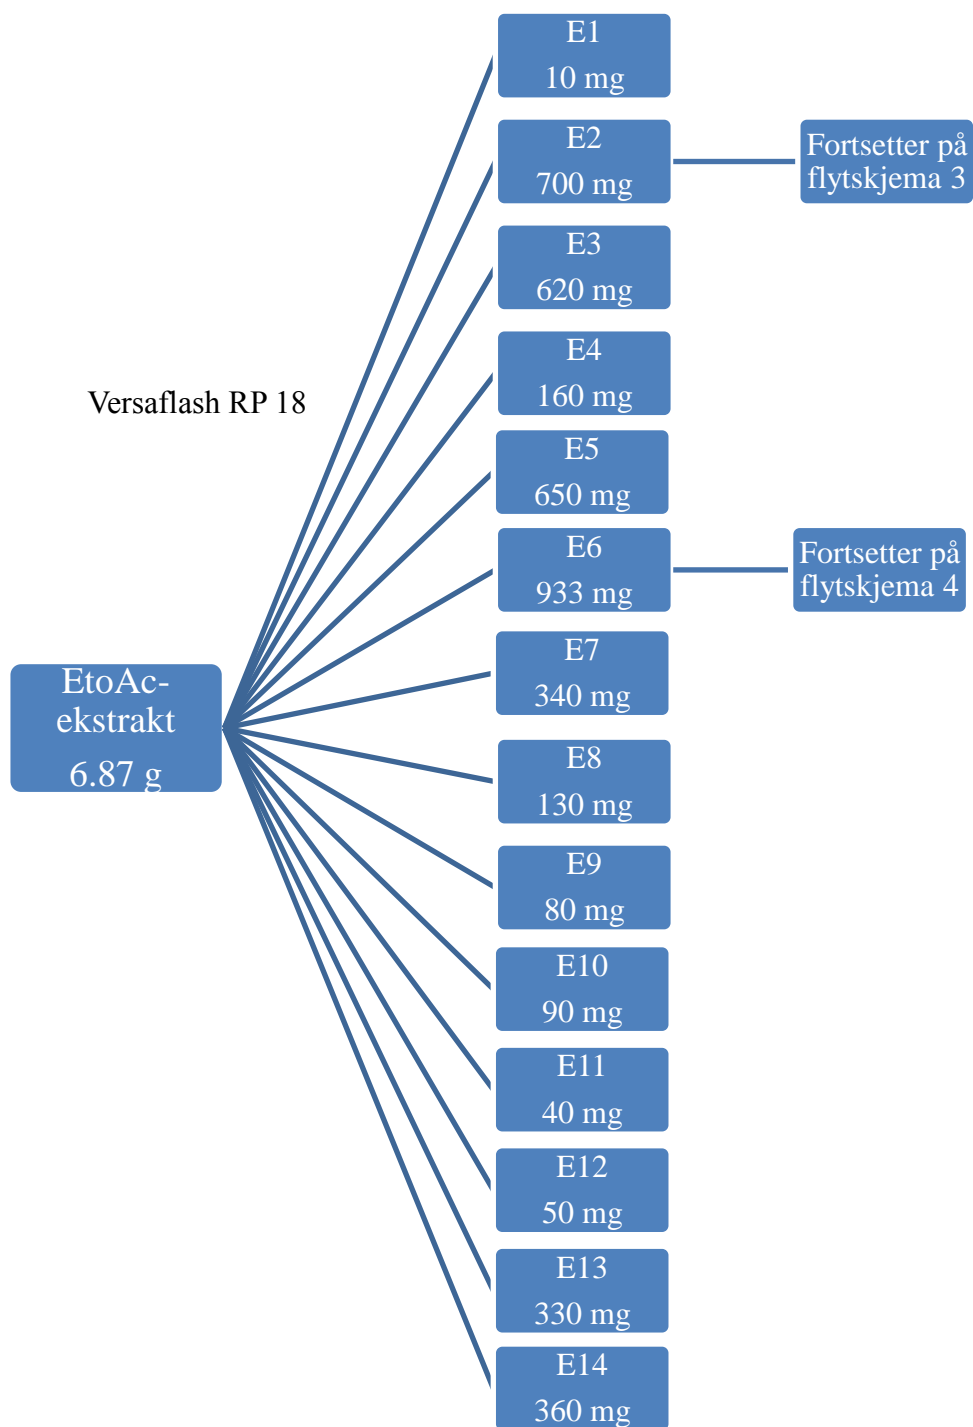 E1
10 mg
E2
700 mg
Fortsetter på
flytskjema 3
E3
620 mg
E4
160 mg
Versaflash RP 18
E5
650 mg
E6
933 mg
Fortsetter på
flytskjema 4
E7
340 mg
EtoAc-
ekstrakt
6.87 g
E8
130 mg
E9
80 mg
E10
90 mg
E11
40 mg
E12
50 mg
E13
330 mg
E14
360 mg